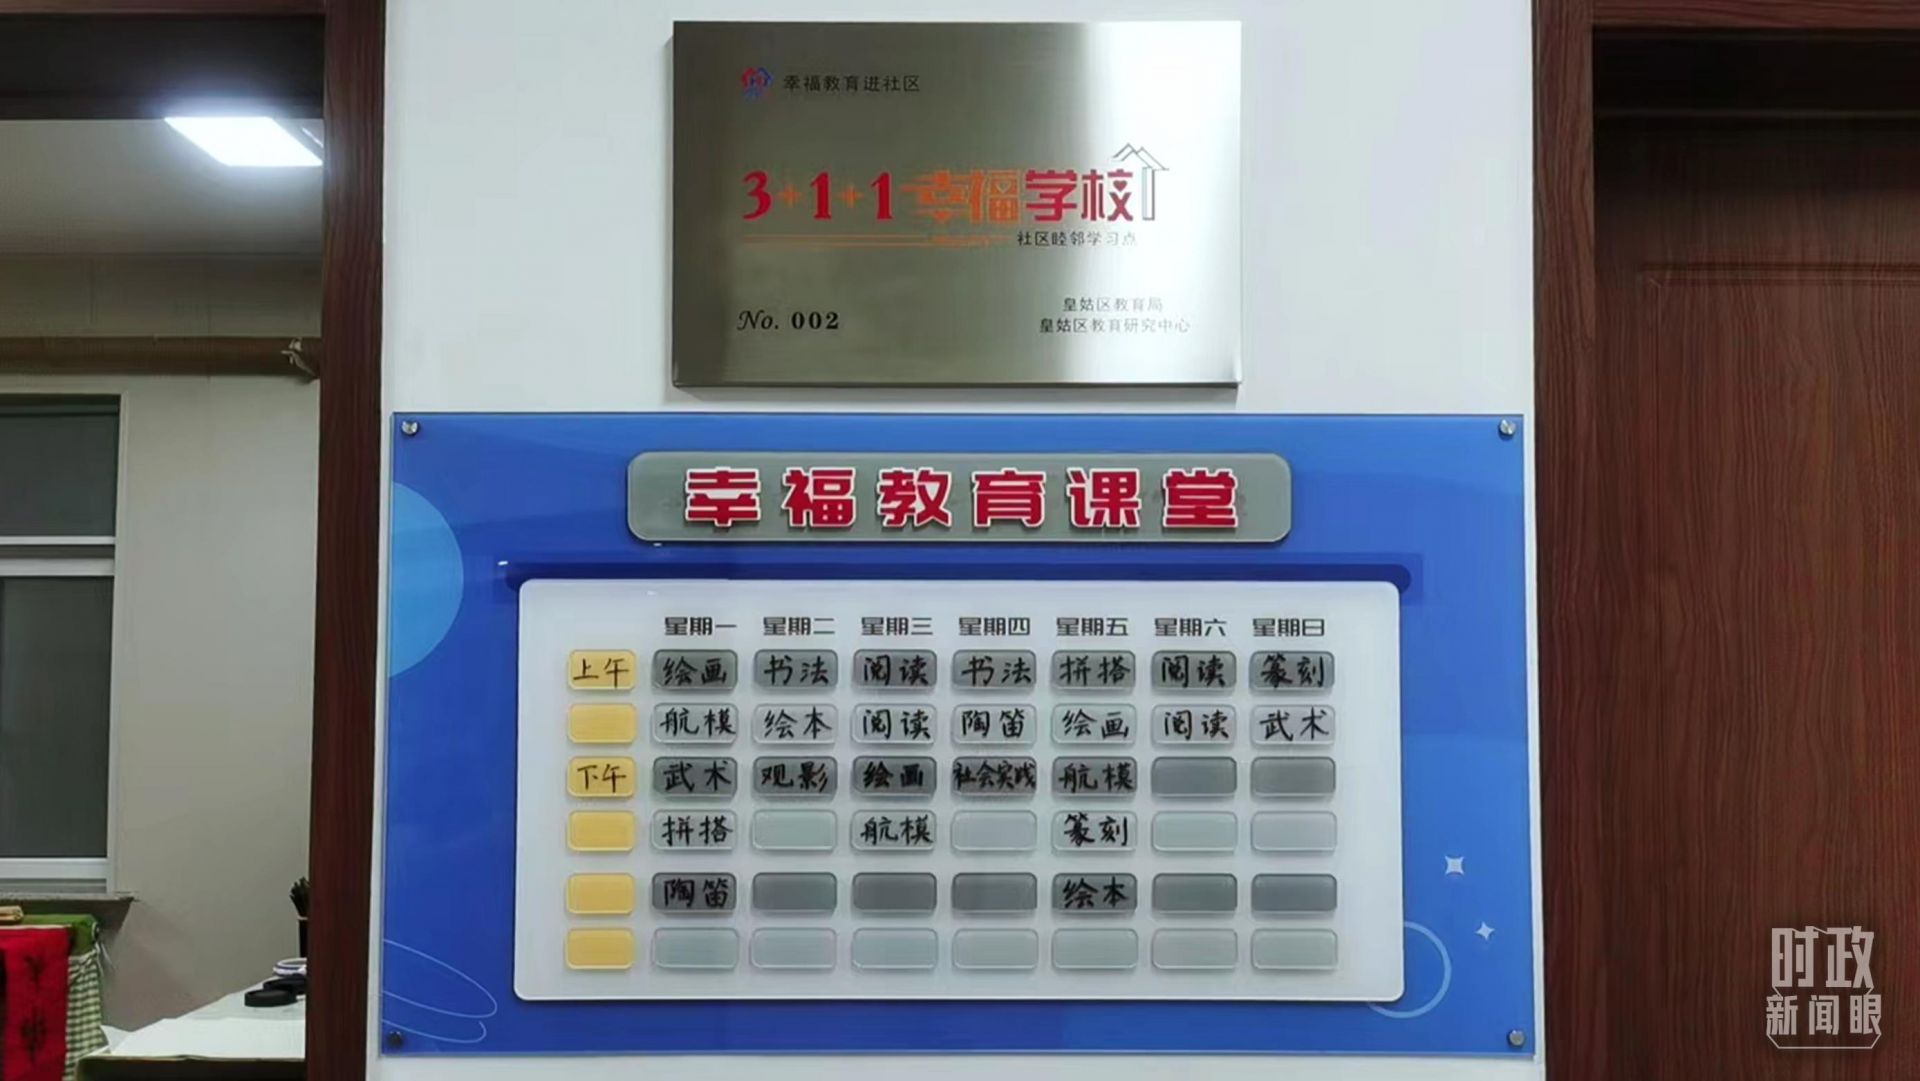 幸福教育进社区
3+1+1幸福学校
社区睦邻学习点
No. 002
皇姑区教育局
皇姑区教育研究中心
幸福教育课堂
星期一 星期二 星期三 星期四 星期五 星期六 星期日
上午 绘画 书法 阅读 书法 拼搭 阅读 篆刻
航模 绘本 阅读 陶笛 绘画 阅读 武术
下午 武术 观影 绘画 社会实践 航模
拼搭 航模 篆刻
陶笛 绘本
时政
新闻眼